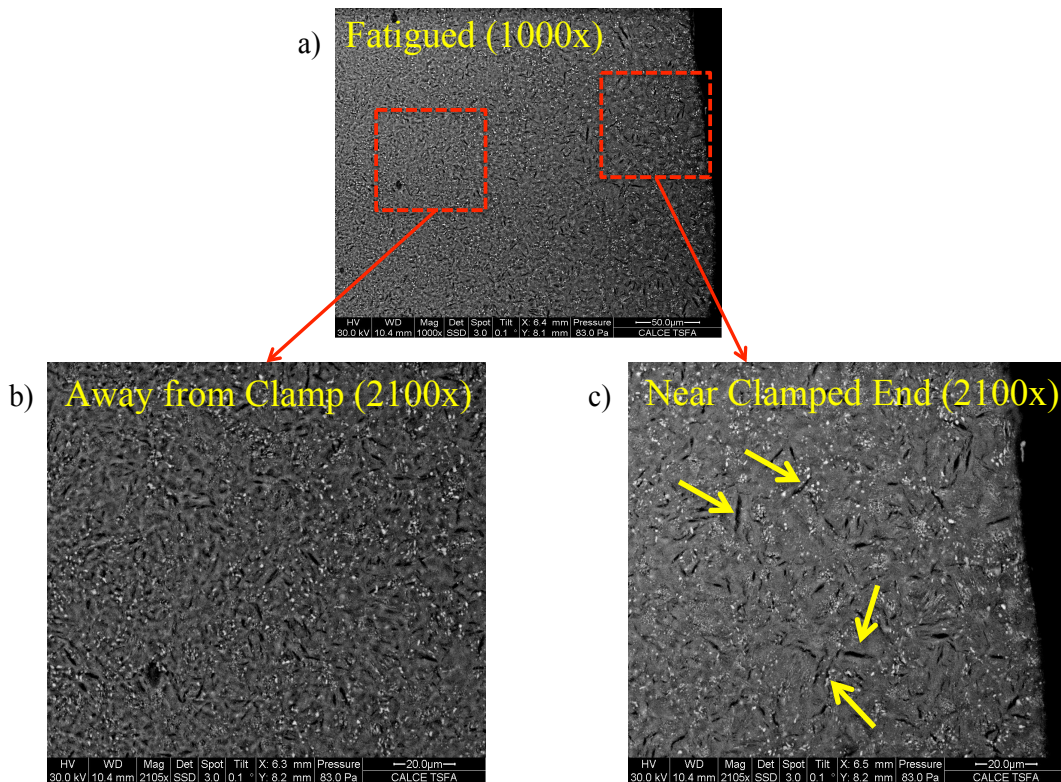 a) Fatigued (1000x)
HV WD Mag Det Spot Tilt X: 6.4 mm Pressure 50.0µm
30.0 kV 10.4 mm 1000x SSD 3.0 0.1 ° Y: 8.1 mm 83.0 Pa CALCE TSFA
b) Away from Clamp (2100x)
HV WD Mag Det Spot Tilt X: 6.3 mm Pressure 20.0µm
30.0 kV 10.4 mm 2105x SSD 3.0 0.1 ° Y: 8.2 mm 83.0 Pa CALCE TSFA
c) Near Clamped End (2100x)
HV WD Mag Det Spot Tilt X: 6.5 mm Pressure 20.0µm
30.0 kV 10.4 mm 2105x SSD 3.0 0.1 ° Y: 8.2 mm 83.0 Pa CALCE TSFA